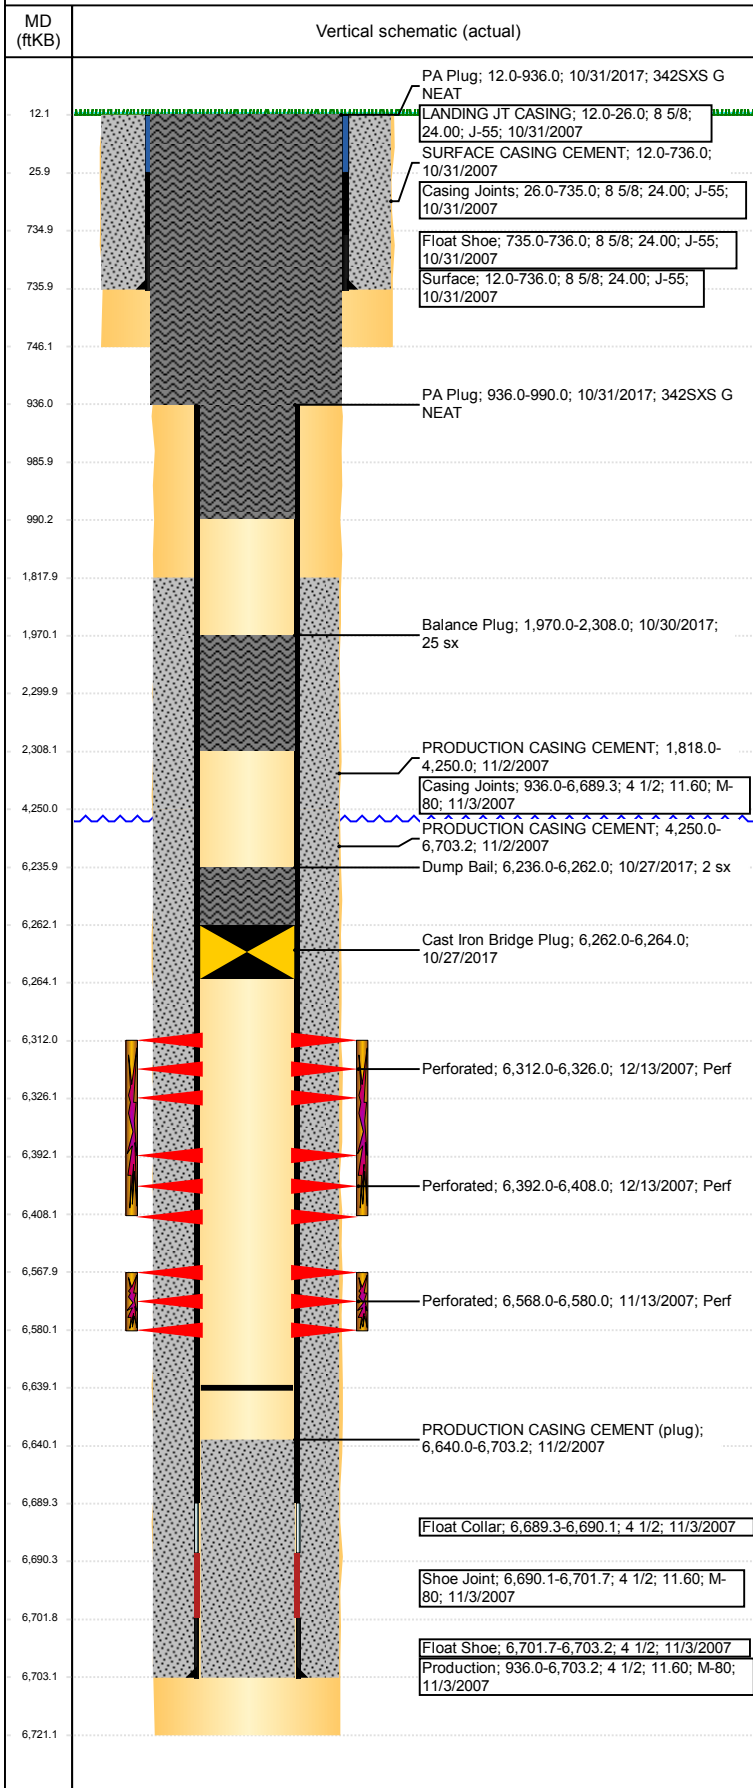 MD
(ftKB)
Vertical schematic (actual)
PA Plug; 12.0-936.0; 10/31/2017; 342SXS G
NEAT
12.1
LANDING JT CASING; 12.0-26.0; 8 5/8;
24.00; J-55; 10/31/2007
SURFACE CASING CEMENT; 12.0-736.0;
10/31/2007
25.9
Casing Joints; 26.0-735.0; 8 5/8; 24.00; J-55;
10/31/2007
734.9
Float Shoe; 735.0-736.0; 8 5/8; 24.00; J-55;
10/31/2007
735.9
Surface; 12.0-736.0; 8 5/8; 24.00; J-55;
10/31/2007
746.1
936.0
PA Plug; 936.0-990.0; 10/31/2017; 342SXS G
NEAT
985.9
990.2
1,817.9
1,970.1
Balance Plug; 1,970.0-2,308.0; 10/30/2017;
25 sx
2,299.9
2,308.1
PRODUCTION CASING CEMENT; 1,818.0-
4,250.0; 11/2/2007
Casing Joints; 936.0-6,689.3; 4 1/2; 11.60; M-
80; 11/3/2007
4,250.0
PRODUCTION CASING CEMENT; 4,250.0-
6,703.2; 11/2/2007
6,235.9
Dump Bail; 6,236.0-6,262.0; 10/27/2017; 2 sx
6,262.1
Cast Iron Bridge Plug; 6,262.0-6,264.0;
10/27/2017
6,264.1
6,312.0
Perforated; 6,312.0-6,326.0; 12/13/2007; Perf
6,326.1
6,392.1
Perforated; 6,392.0-6,408.0; 12/13/2007; Perf
6,408.1
6,567.9
Perforated; 6,568.0-6,580.0; 11/13/2007; Perf
6,580.1
6,639.1
PRODUCTION CASING CEMENT (plug);
6,640.0-6,703.2; 11/2/2007
6,640.1
6,689.3
Float Collar; 6,689.3-6,690.1; 4 1/2; 11/3/2007
6,690.3
Shoe Joint; 6,690.1-6,701.7; 4 1/2; 11.60; M-
80; 11/3/2007
6,701.8
Float Shoe; 6,701.7-6,703.2; 4 1/2; 11/3/2007
6,703.1
Production; 936.0-6,703.2; 4 1/2; 11.60; M-80;
11/3/2007
6,721.1